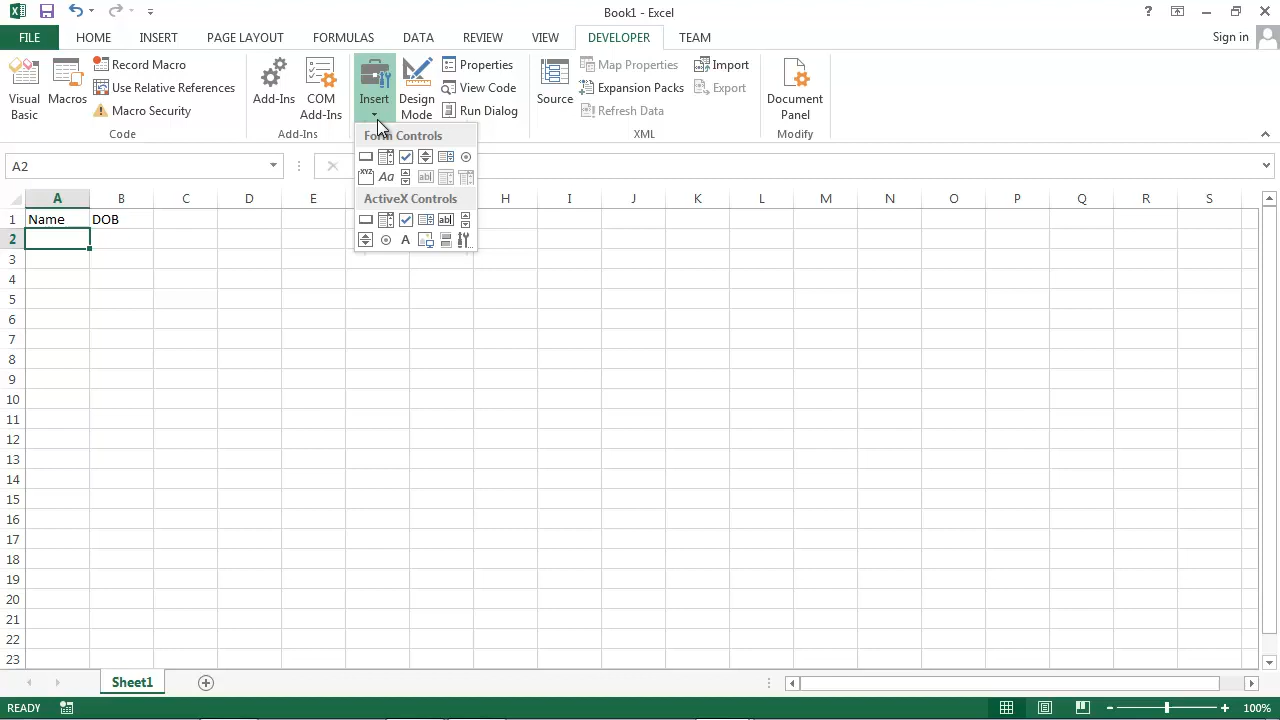 Book1 - Excel
?
FILE HOME INSERT PAGE LAYOUT FORMULAS DATA REVIEW VIEW DEVELOPER TEAM Sign in
Visual Basic
Macros
Record Macro
Use Relative References
Macro Security
Code
Add-Ins
COM Add-Ins
Add-Ins
Insert
Design Mode
Properties
View Code
Run Dialog
Source
Map Properties
Expansion Packs
Refresh Data
Import
Export
XML
Document Panel
Modify
Form Controls
XYZ Aa ab|
ActiveX Controls
ab|
A
A2
A B C D E H I J K L M N O P Q R S
1 Name DOB
2
3
4
5
6
7
8
9
10
11
12
13
14
15
16
17
18
19
20
21
22
23
Sheet1
READY 100%